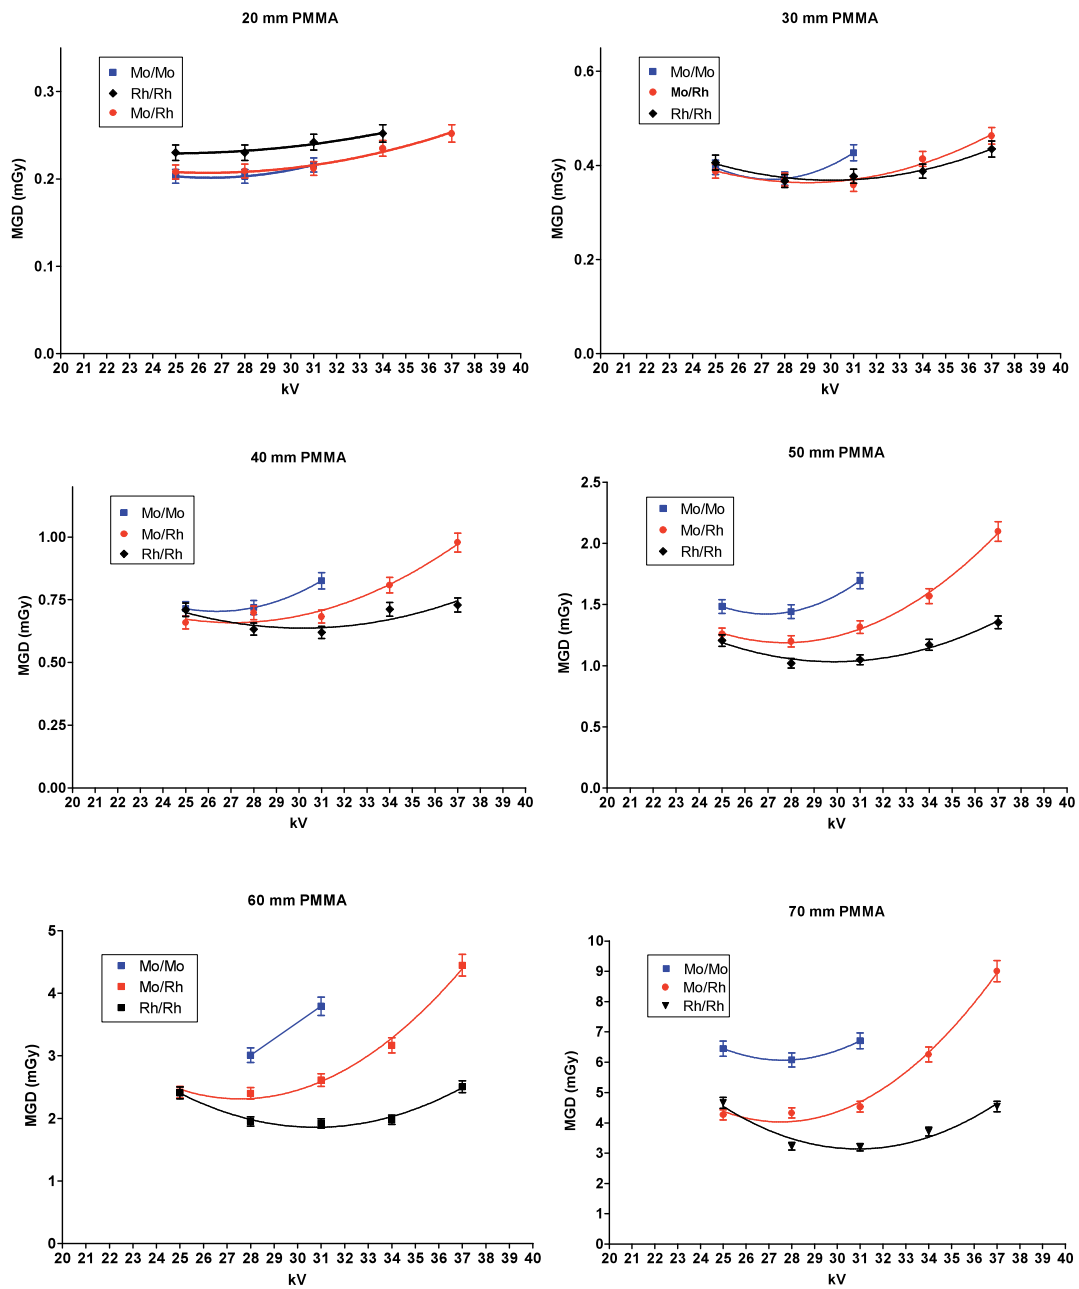 20 mm PMMA
Mo/Mo
Rh/Rh
Mo/Rh
MGD (mGy)
0.3
0.2
0.1
0.0
20 21 22 23 24 25 26 27 28 29 30 31 32 33 34 35 36 37 38 39 40
kV
30 mm PMMA
Mo/Mo
Mo/Rh
Rh/Rh
MGD (mGy)
0.6
0.4
0.2
0.0
20 21 22 23 24 25 26 27 28 29 30 31 32 33 34 35 36 37 38 39 40
kV
40 mm PMMA
Mo/Mo
Mo/Rh
Rh/Rh
MGD (mGy)
1.00
0.75
0.50
0.25
0.00
20 21 22 23 24 25 26 27 28 29 30 31 32 33 34 35 36 37 38 39 40
kV
50 mm PMMA
Mo/Mo
Mo/Rh
Rh/Rh
MGD (mGy)
2.5
2.0
1.5
1.0
0.5
0.0
20 21 22 23 24 25 26 27 28 29 30 31 32 33 34 35 36 37 38 39 40
kV
60 mm PMMA
Mo/Mo
Mo/Rh
Rh/Rh
MGD (mGy)
5
4
3
2
1
0
20 21 22 23 24 25 26 27 28 29 30 31 32 33 34 35 36 37 38 39 40
kV
70 mm PMMA
Mo/Mo
Mo/Rh
Rh/Rh
MGD (mGy)
10
9
8
7
6
5
4
3
2
1
0
20 21 22 23 24 25 26 27 28 29 30 31 32 33 34 35 36 37 38 39 40
kV